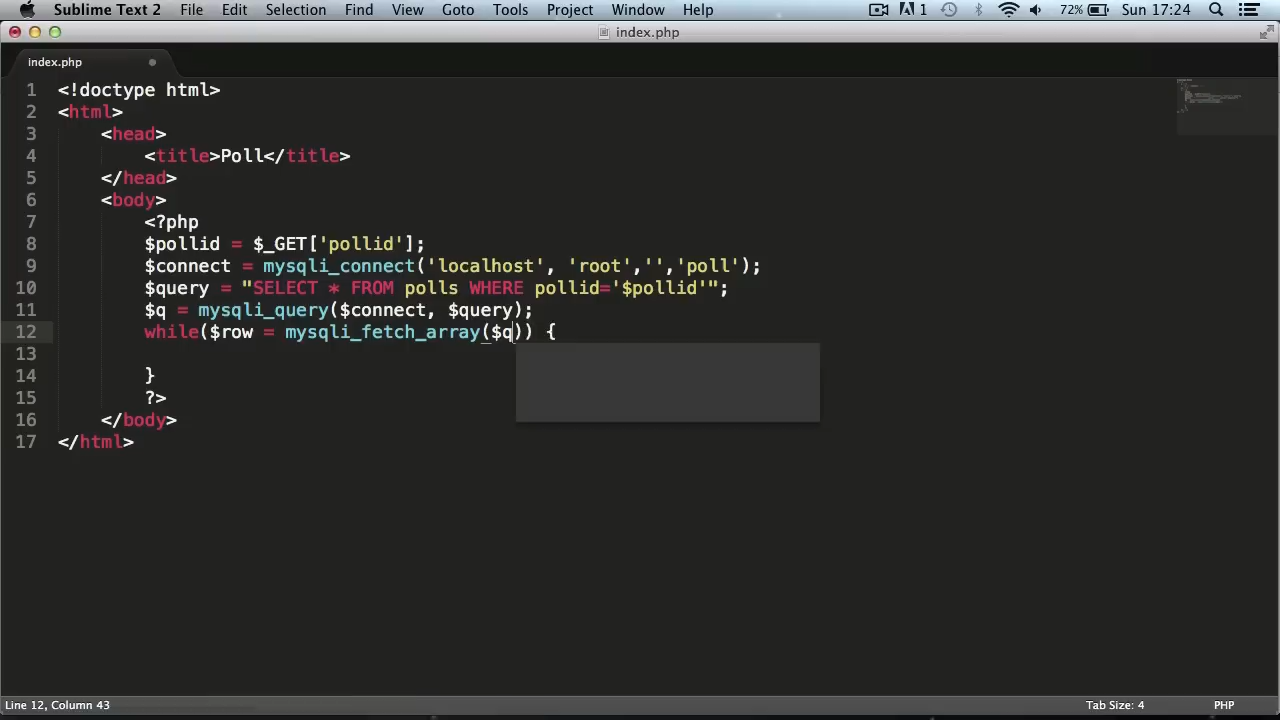 Sublime Text 2 File Edit Selection Find View Goto Tools Project Window Help 1 72% Sun 17:24
index.php
index.php
1 <!doctype html>
2 <html>
3 <head>
4 <title>Poll</title>
5 </head>
6 <body>
7 <?php
8 $pollid = $_GET['pollid'];
9 $connect = mysqli_connect('localhost', 'root','','poll');
10 $query = "SELECT * FROM polls WHERE pollid='$pollid'";
11 $q = mysqli_query($connect, $query);
12 while($row = mysqli_fetch_array($q)) {
13
14 }
15 ?>
16 </body>
17 </html>
Line 12, Column 43 Tab Size: 4 PHP